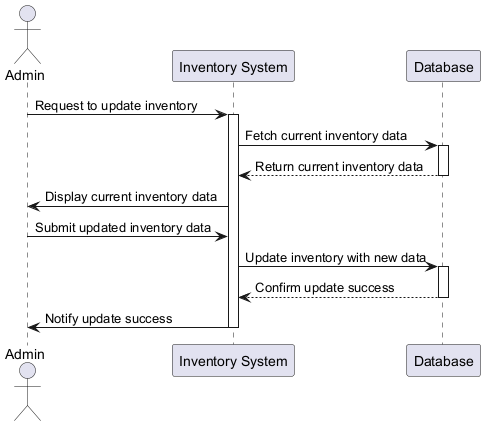 Admin
Inventory System
Database
Request to update inventory
Fetch current inventory data
Return current inventory data
Display current inventory data
Submit updated inventory data
Update inventory with new data
Confirm update success
Notify update success
Admin
Inventory System
Database